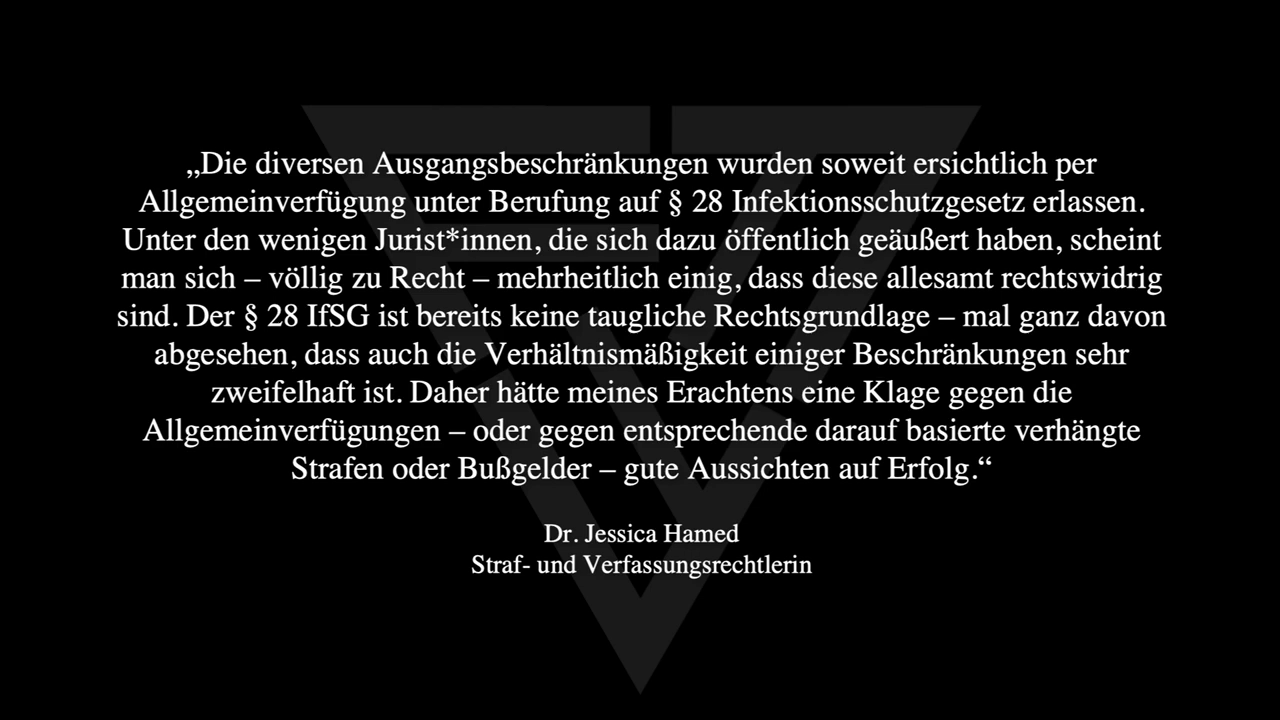 „Die diversen Ausgangsbeschränkungen wurden soweit ersichtlich per
Allgemeinverfügung unter Berufung auf § 28 Infektionsschutzgesetz erlassen.
Unter den wenigen Jurist*innen, die sich dazu öffentlich geäußert haben, scheint
man sich – völlig zu Recht – mehrheitlich einig, dass diese allesamt rechtswidrig
sind. Der § 28 IfSG ist bereits keine taugliche Rechtsgrundlage – mal ganz davon
abgesehen, dass auch die Verhältnismäßigkeit einiger Beschränkungen sehr
zweifelhaft ist. Daher hätte meines Erachtens eine Klage gegen die
Allgemeinverfügungen – oder gegen entsprechende darauf basierte verhängte
Strafen oder Bußgelder – gute Aussichten auf Erfolg.“
Dr. Jessica Hamed
Straf- und Verfassungsrechtlerin